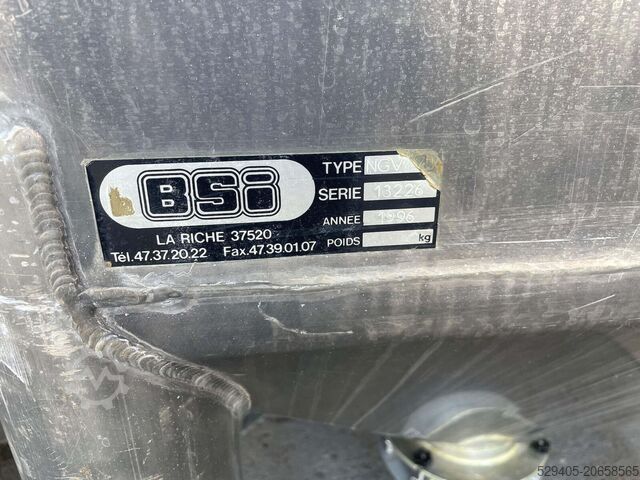 BSi
LA RICHE 37520
Tél.47.37.20.22 Fax.47.39.01.07
TYPE
SERIE 13226
ANNEE 1996
POIDS kg
529405-20658565